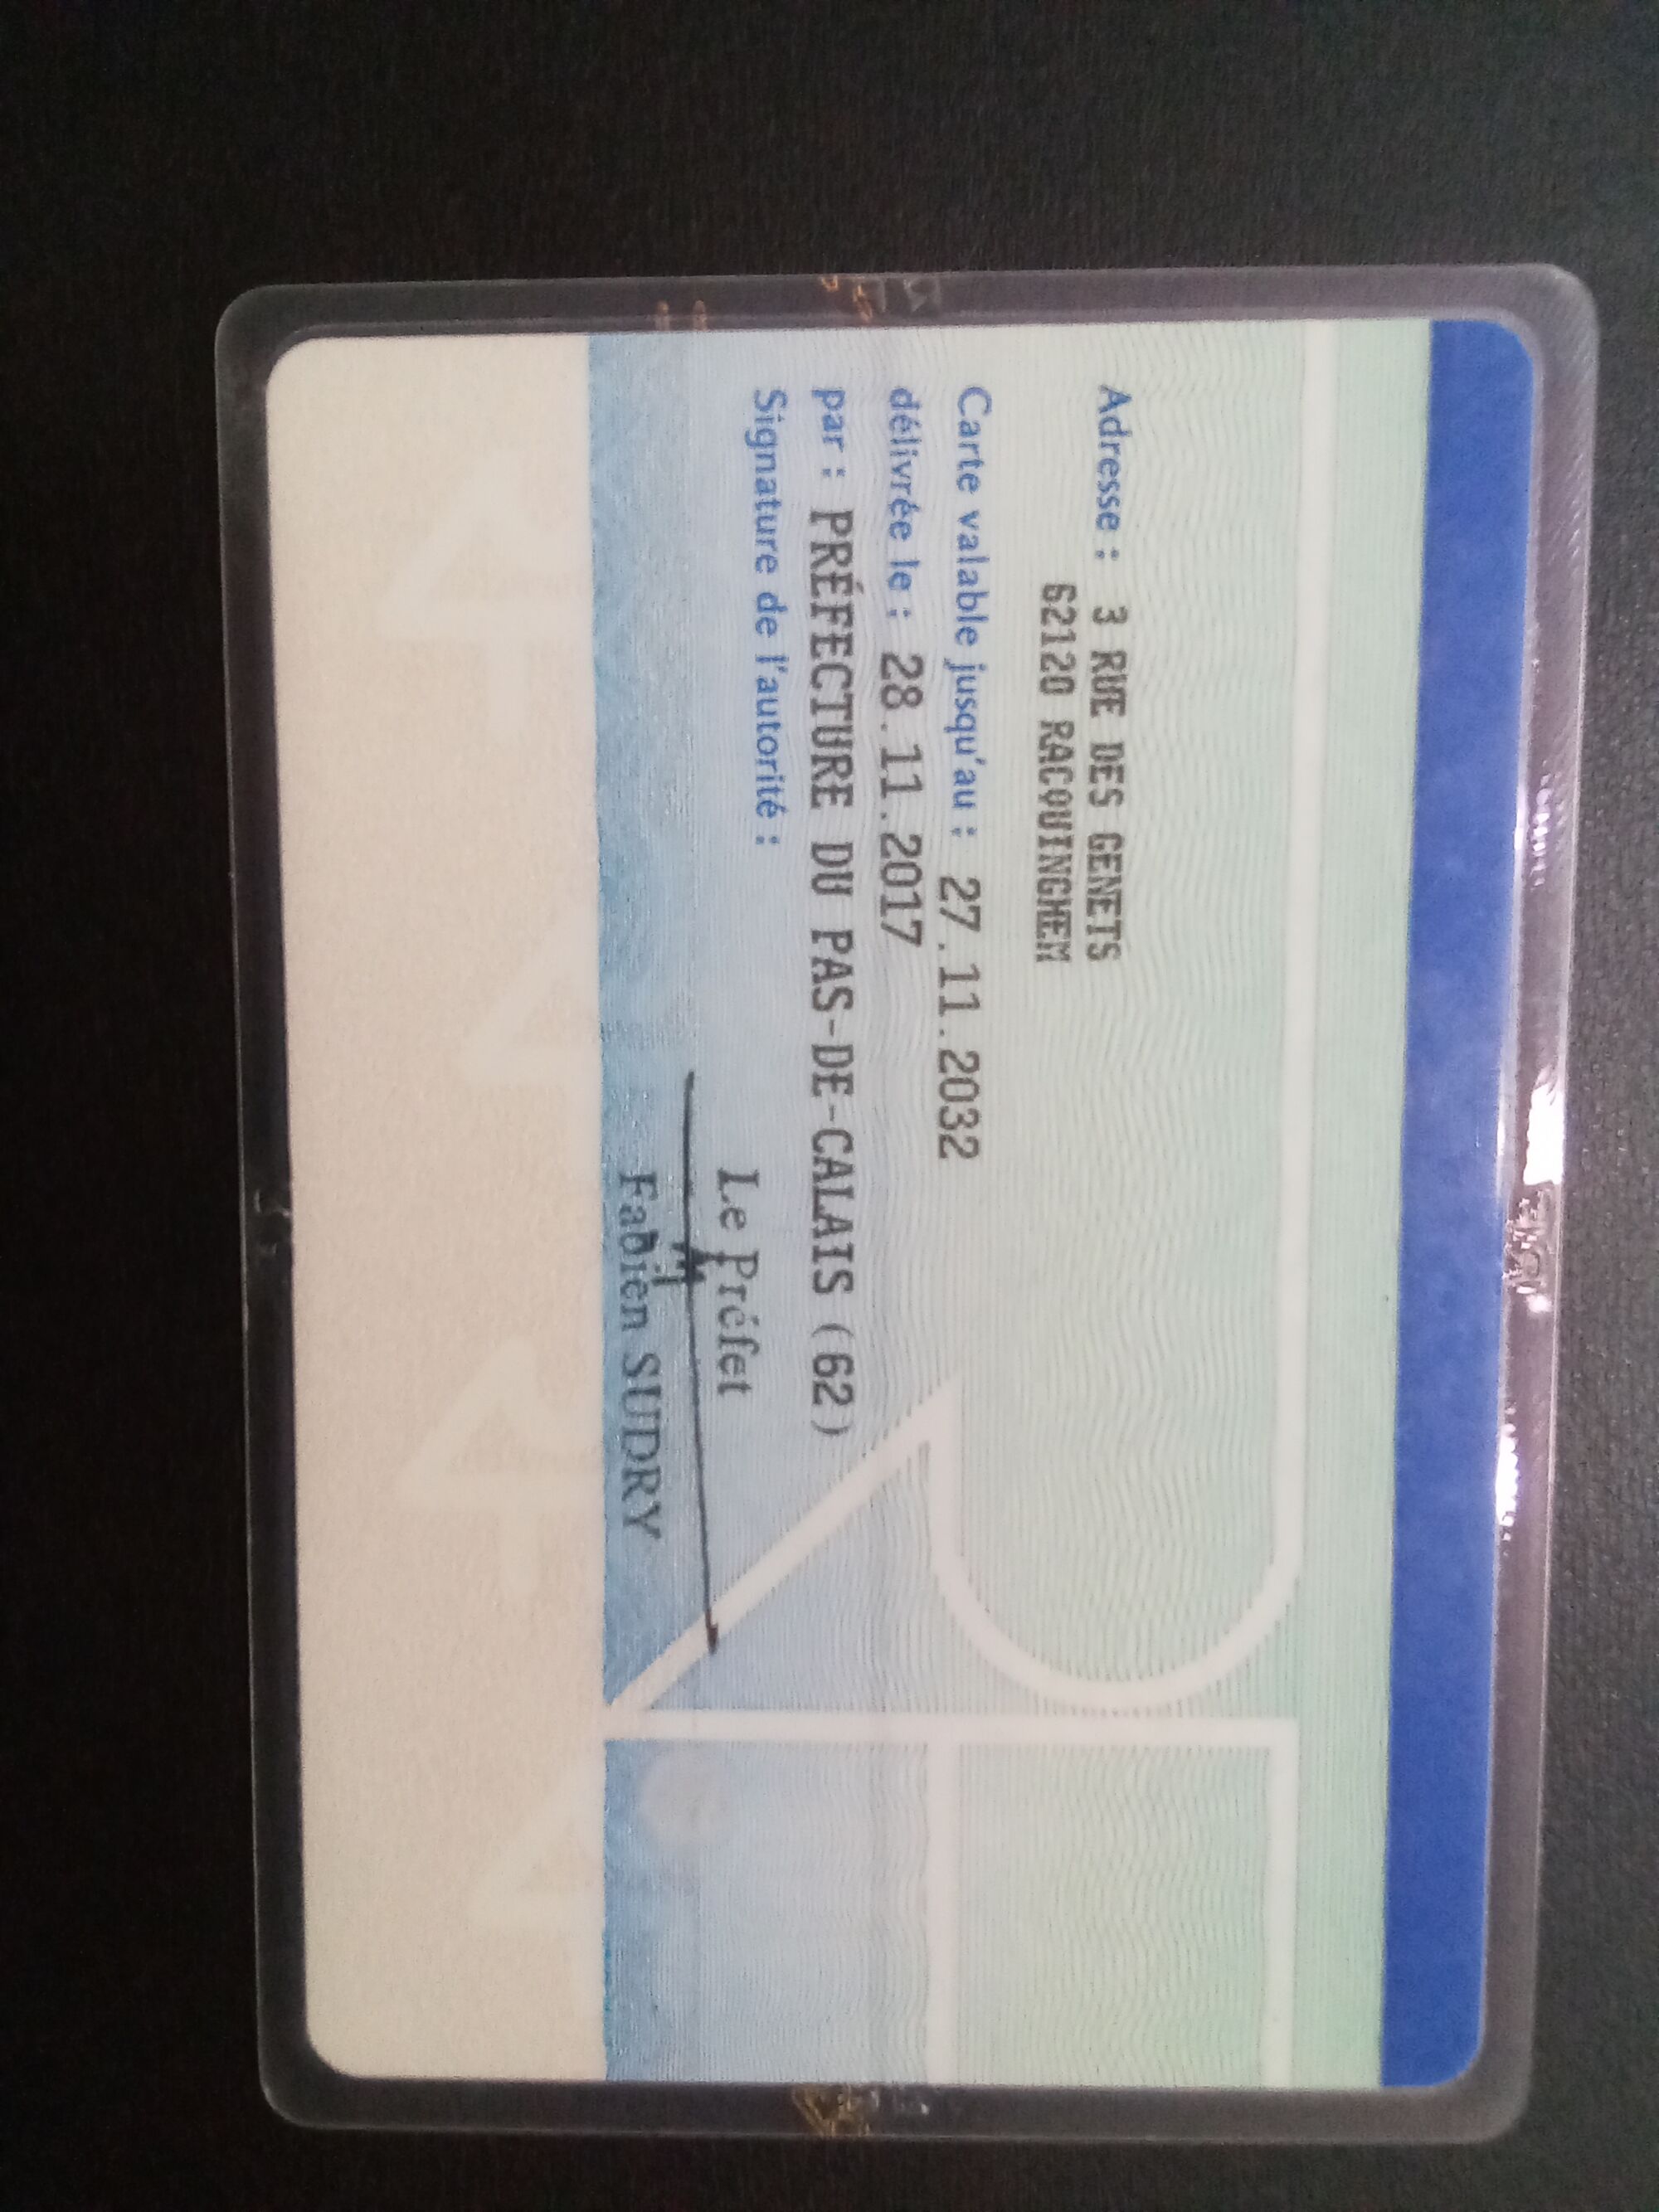 Adresse : 3 RUE DES GENETS
62120 RACQUINGHEM
Carte valable jusqu'au : 27.11.2032
délivrée le : 28.11.2017
par : PRÉFECTURE DU PAS-DE-CALAIS (62)
Signature de l'autorité :
Le Préfet
Fabien SUDRY
RF